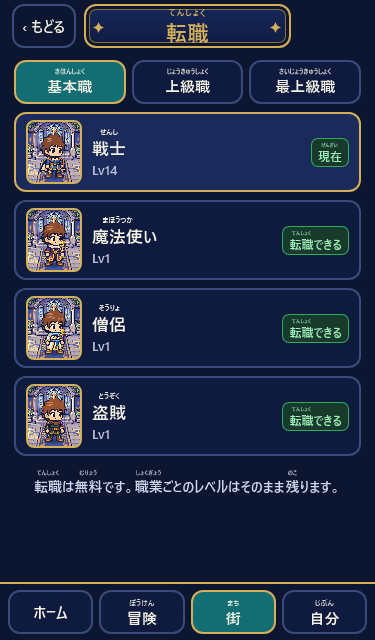 ‹ もどる
てんしょく
転職
きほんしょく じょうきゅうしょく さいじょうきゅうしょく
基本職 上級職 最上級職
せんし
戦士
Lv14
げんざい
現在
まほうつか
魔法使い
Lv1
てんしょく
転職できる
そうりょ
僧侶
Lv1
てんしょく
転職できる
とうぞく
盗賊
Lv1
てんしょく
転職できる
てんしょく むりょう しょくぎょう のこ
転職は無料です。職業ごとのレベルはそのまま残ります。
ぼうけん まち じぶん
ホーム 冒険 街 自分